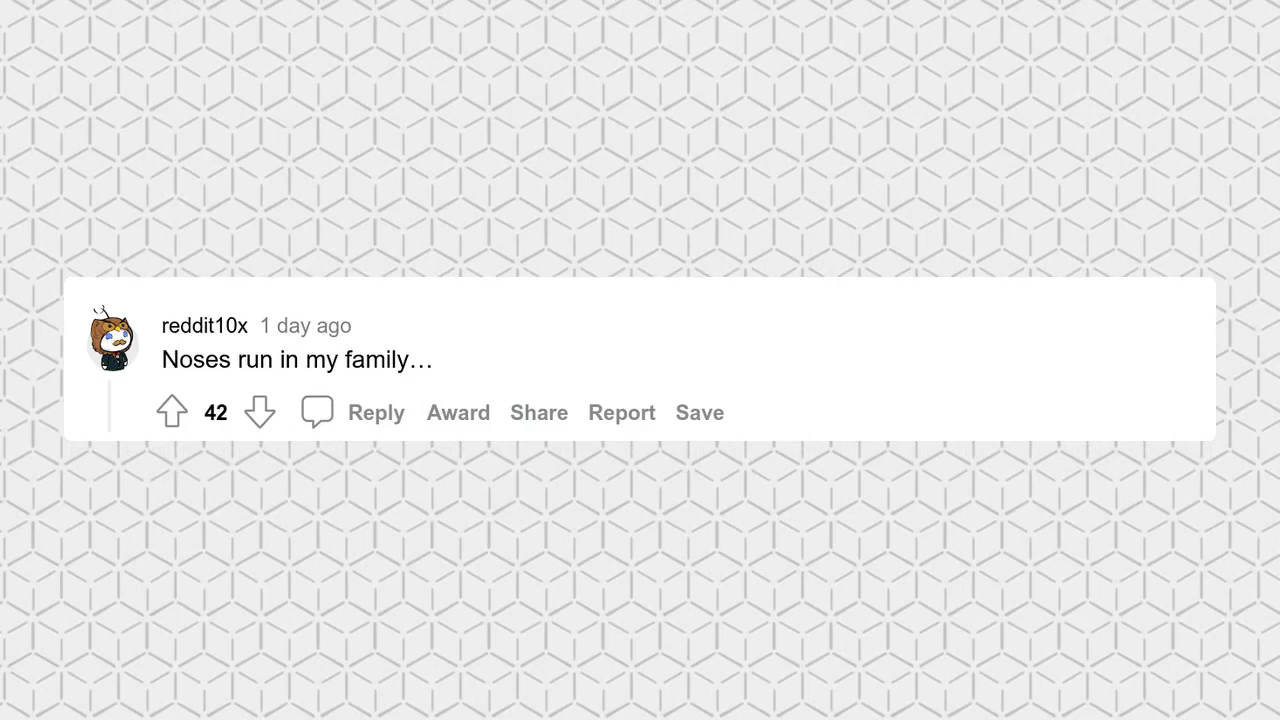 reddit10x 1 day ago
Noses run in my family…
42 Reply Award Share Report Save